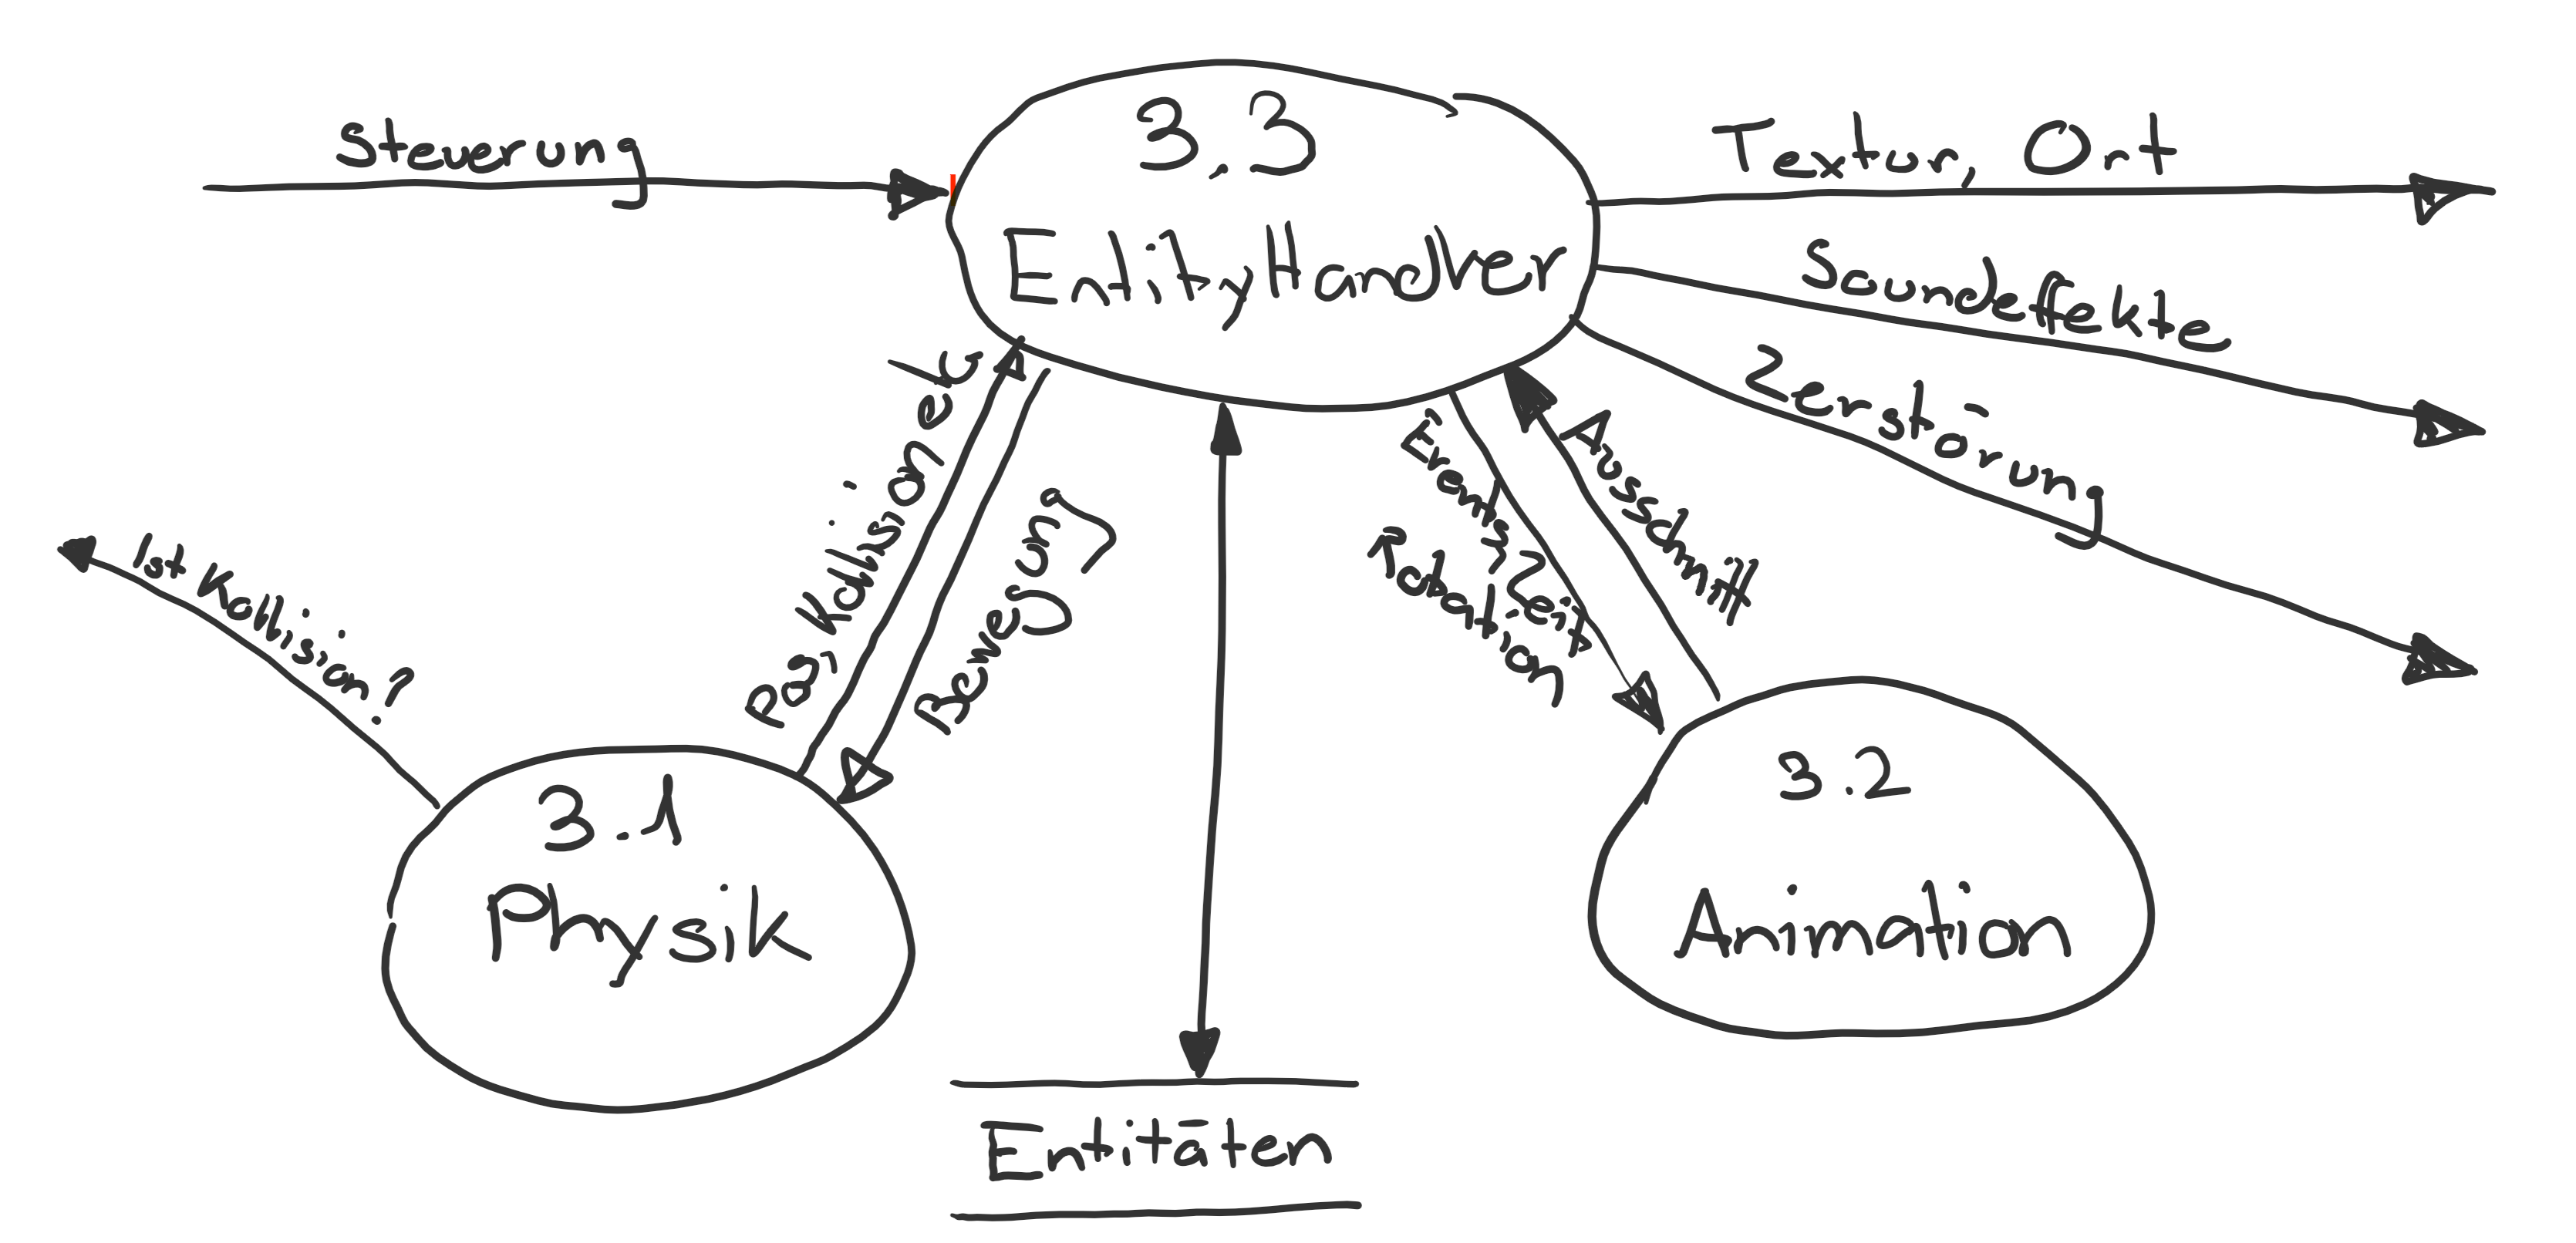 Steuerung
3.3
EntityHandler
Textur, Ort
Soundeffekte
Zerstörung
Pos, Kollision etc
Bewegung
Zeit
Rotation
Ausschnitt
Ist Kollision?
3.1
Physik
3.2
Animation
Entitäten